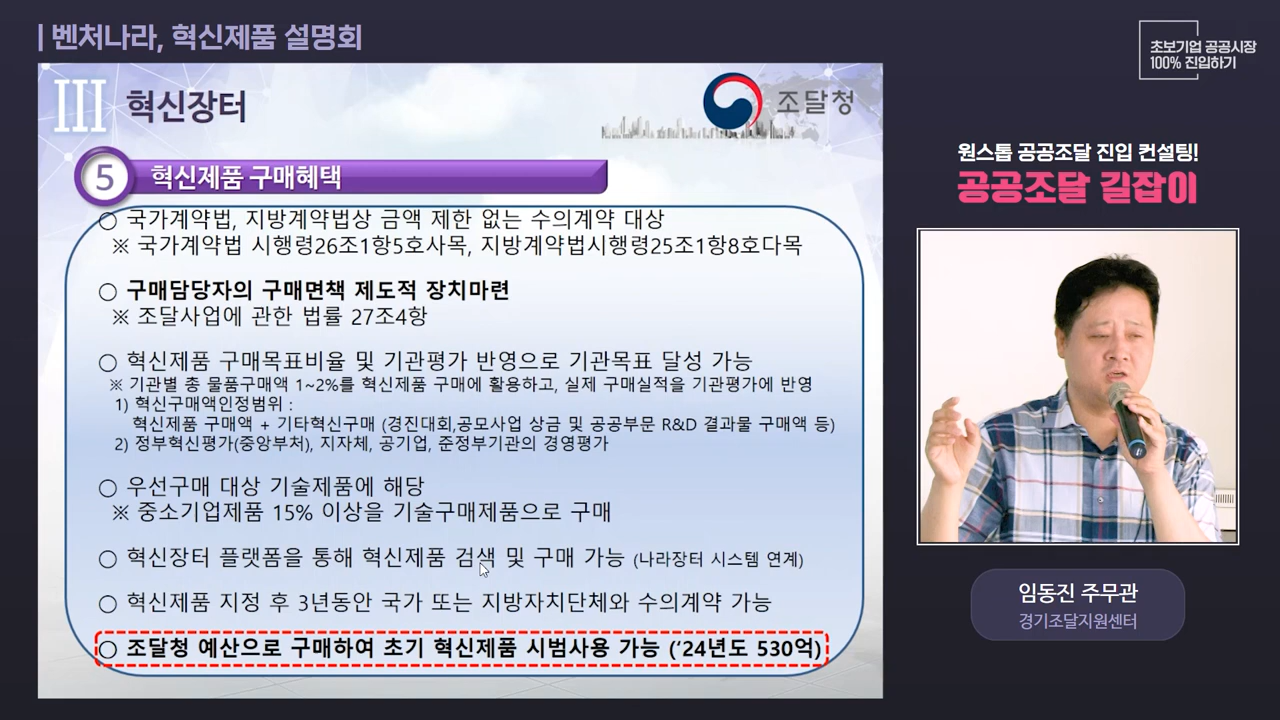 | 벤처나라, 혁신제품 설명회
초보기업 공공시장
100% 진입하기
III 혁신장터
조달청
5 혁신제품 구매혜택
○ 국가계약법, 지방계약법상 금액 제한 없는 수의계약 대상
※ 국가계약법 시행령26조1항5호사목, 지방계약법시행령25조1항8호다목
○ 구매담당자의 구매면책 제도적 장치마련
※ 조달사업에 관한 법률 27조4항
○ 혁신제품 구매목표비율 및 기관평가 반영으로 기관목표 달성 가능
※ 기관별 총 물품구매액 1~2%를 혁신제품 구매에 활용하고, 실제 구매실적을 기관평가에 반영
1) 혁신구매액인정범위 :
혁신제품 구매액 + 기타혁신구매 (경진대회,공모사업 상금 및 공공부문 R&D 결과물 구매액 등)
2) 정부혁신평가(중앙부처), 지자체, 공기업, 준정부기관의 경영평가
○ 우선구매 대상 기술제품에 해당
※ 중소기업제품 15% 이상을 기술구매제품으로 구매
○ 혁신장터 플랫폼을 통해 혁신제품 검색 및 구매 가능 (나라장터 시스템 연계)
○ 혁신제품 지정 후 3년동안 국가 또는 지방자치단체와 수의계약 가능
○ 조달청 예산으로 구매하여 초기 혁신제품 시범사용 가능 (‘24년도 530억)
원스톱 공공조달 진입 컨설팅!
공공조달 길잡이
임동진 주무관
경기조달지원센터